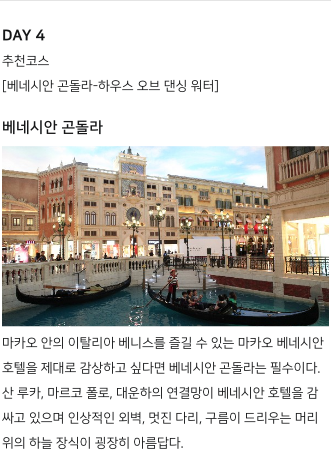 DAY 4
추천코스
[베네시안 곤돌라-하우스 오브 댄싱 워터]
베네시안 곤돌라
마카오 안의 이탈리아 베니스를 즐길 수 있는 마카오 베네시안
호텔을 제대로 감상하고 싶다면 베네시안 곤돌라는 필수이다.
산 루카, 마르코 폴로, 대운하의 연결망이 베네시안 호텔을 감
싸고 있으며 인상적인 외벽, 멋진 다리, 구름이 드리우는 머리
위의 하늘 장식이 굉장히 아름답다.